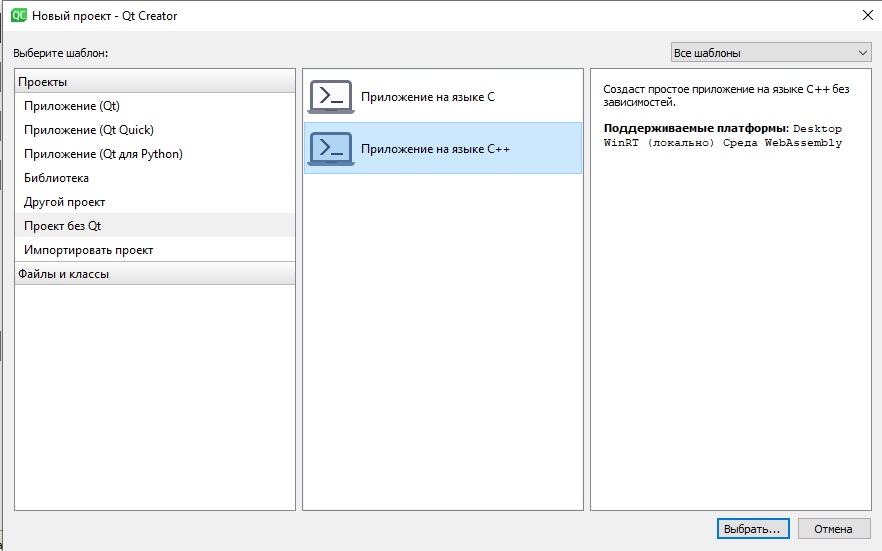 Новый проект - Qt Creator
Выберите шаблон:
Все шаблоны
Проекты
Приложение (Qt)
Приложение (Qt Quick)
Приложение (Qt для Python)
Библиотека
Другой проект
Проект без Qt
Импортировать проект
Файлы и классы
Приложение на языке C
Приложение на языке C++
Создаст простое приложение на языке C++ без
зависимостей.
Поддерживаемые платформы: Desktop
WinRT (локально) Среда WebAssembly
Выбрать...
Отмена